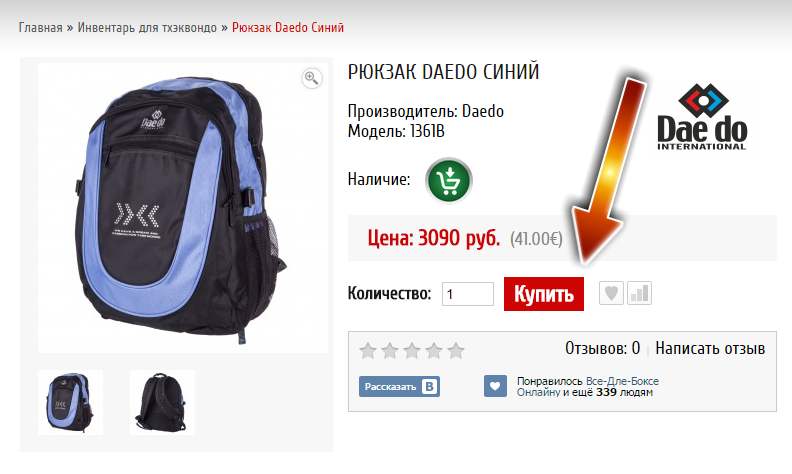 Главная » Инвентарь для тхэквондо » Рюкзак Daedo Синий
РЮКЗАК DAEDO СИНИЙ
Производитель: Daedo
Модель: 1361B
Dae do
INTERNATIONAL
Dae do
Наличие:
Цена: 3090 руб. (41.00€)
Количество: 1 Купить
Отзывов: 0 | Написать отзыв
Рассказать B
Понравилось Все-Для-Боксе
Онлайну и ещё 339 людям